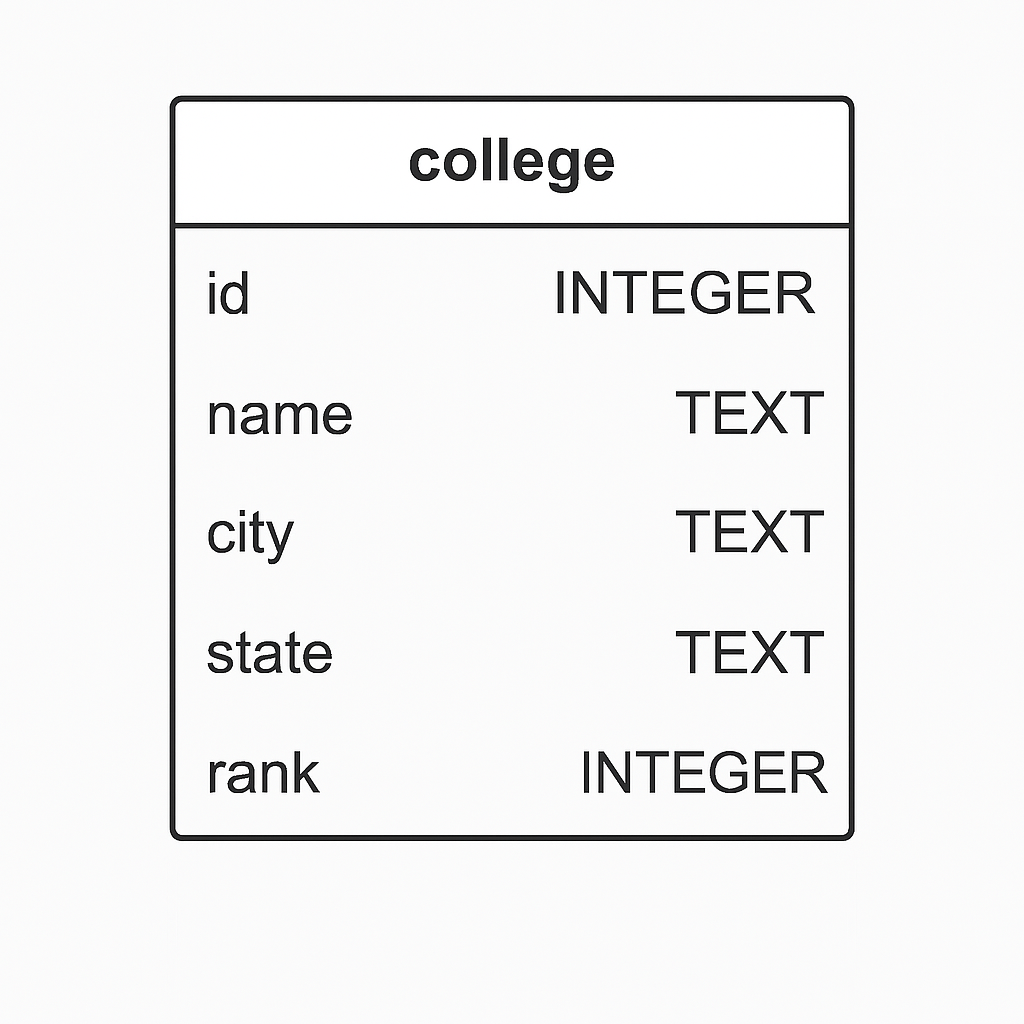 college
id INTEGER
name TEXT
city TEXT
state TEXT
rank INTEGER